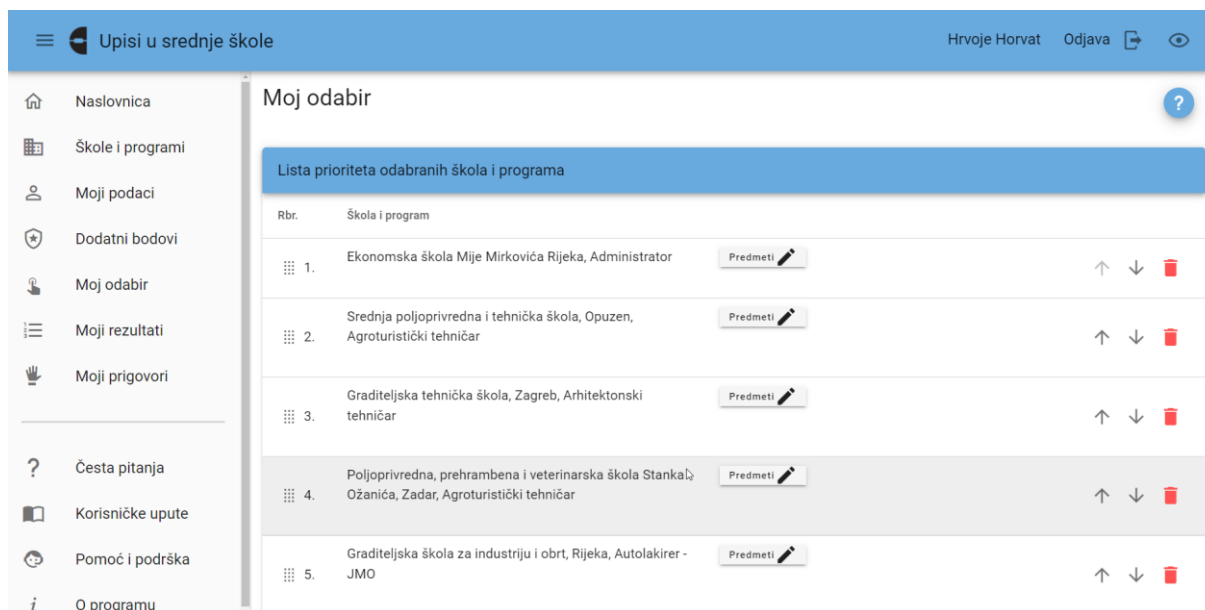 Upisi u srednje škole
Hrvoje Horvat
Odjava
Naslovnica
Škole i programi
Moji podaci
Dodatni bodovi
Moj odabir
Moji rezultati
Moji prigovori
?
Česta pitanja
Korisničke upute
Pomoć i podrška
i
O programu
Moj odabir
?
Lista prioriteta odabranih škola i programa
Rbr.
Škola i program
1.
Ekonomska škola Mije Mirkovića Rijeka, Administrator
Predmeti
2.
Srednja poljoprivredna i tehnička škola, Opuzen,
Agroturistički tehničar
Predmeti
3.
Graditeljska tehnička škola, Zagreb, Arhitektonski
tehničar
Predmeti
4.
Poljoprivredna, prehrambena i veterinarska škola Stanka
Ožanića, Zadar, Agroturistički tehničar
Predmeti
5.
Graditeljska škola za industriju i obrt, Rijeka, Autolakirer -
JMO
Predmeti